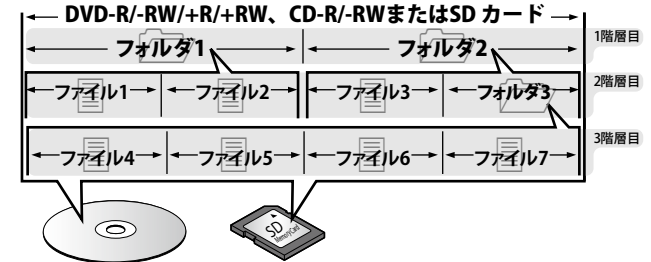 DVD-R/-RW/+R/+RW、CD-R/-RWまたはSD カード
フォルダ1 フォルダ2 1階層目
ファイル1 ファイル2 ファイル3 フォルダ3 2階層目
ファイル4 ファイル5 ファイル6 ファイル7 3階層目
SD
MemoryCard